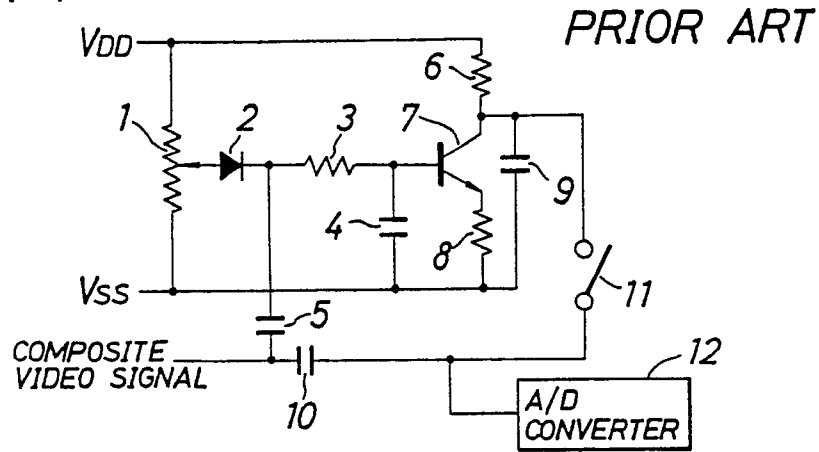 PRIOR ART
VDD
6
1
2
3
7
4
8
9
11
VSS
5
COMPOSITE
VIDEO SIGNAL
10
12
A/D
CONVERTER